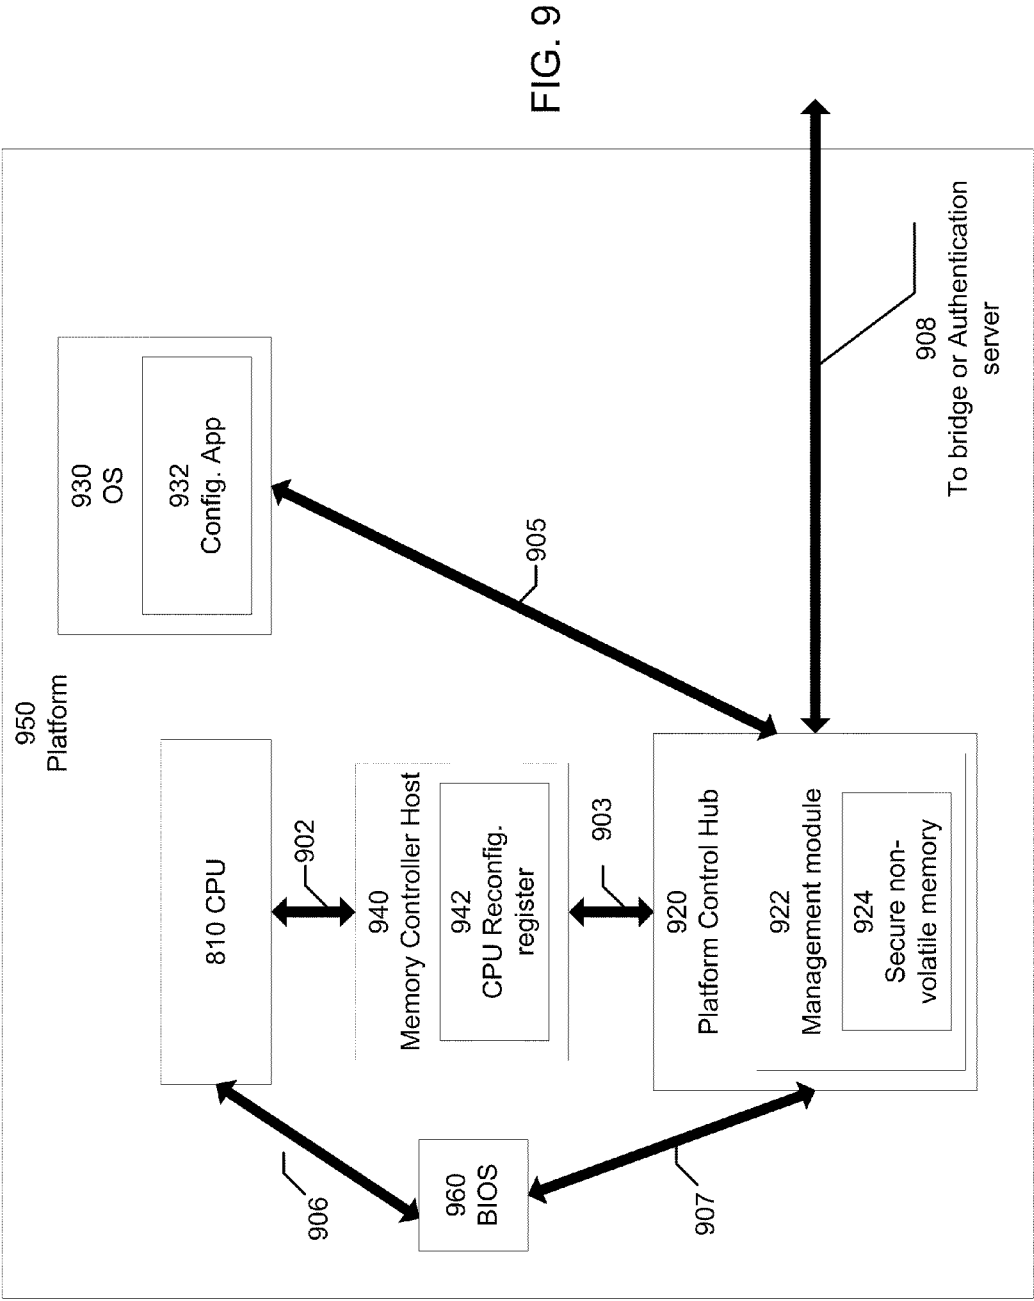 950
Platform
930
OS
932
Config. App
810 CPU
902
940
Memory Controller Host
942
CPU Reconfig.
register
903
905
906
960
BIOS
907
920
Platform Control Hub
922
Management module
924
Secure non-
volatile memory
908
To bridge or Authentication
server
FIG. 9